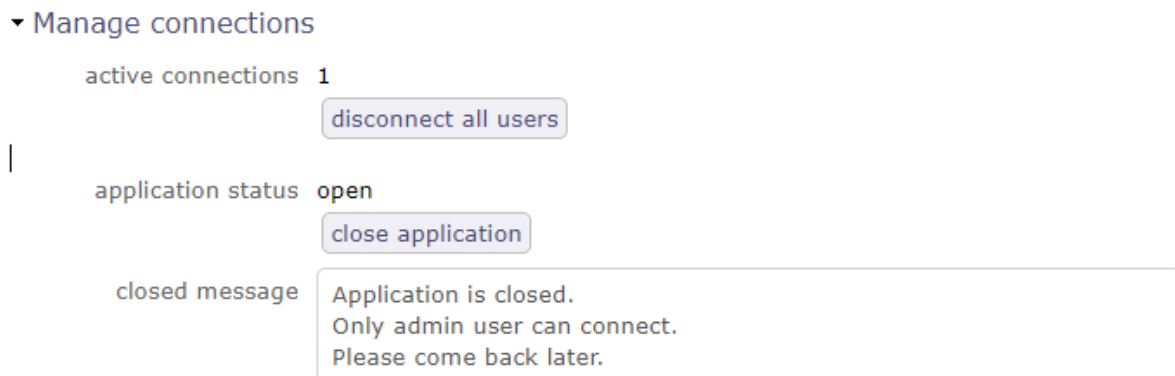 Manage connections
active connections 1
disconnect all users
application status open
close application
closed message
Application is closed.
Only admin user can connect.
Please come back later.